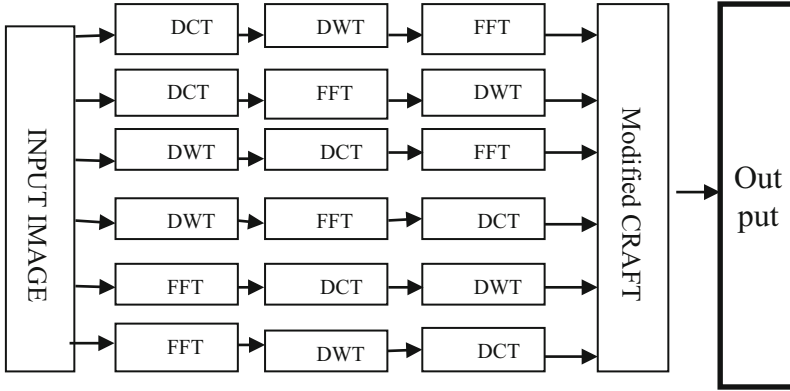 INPUT IMAGE
DCT DWT FFT
DCT FFT DWT
DWT DCT FFT
DWT FFT DCT
FFT DCT DWT
FFT DWT DCT
Modified CRAFT
Out
put